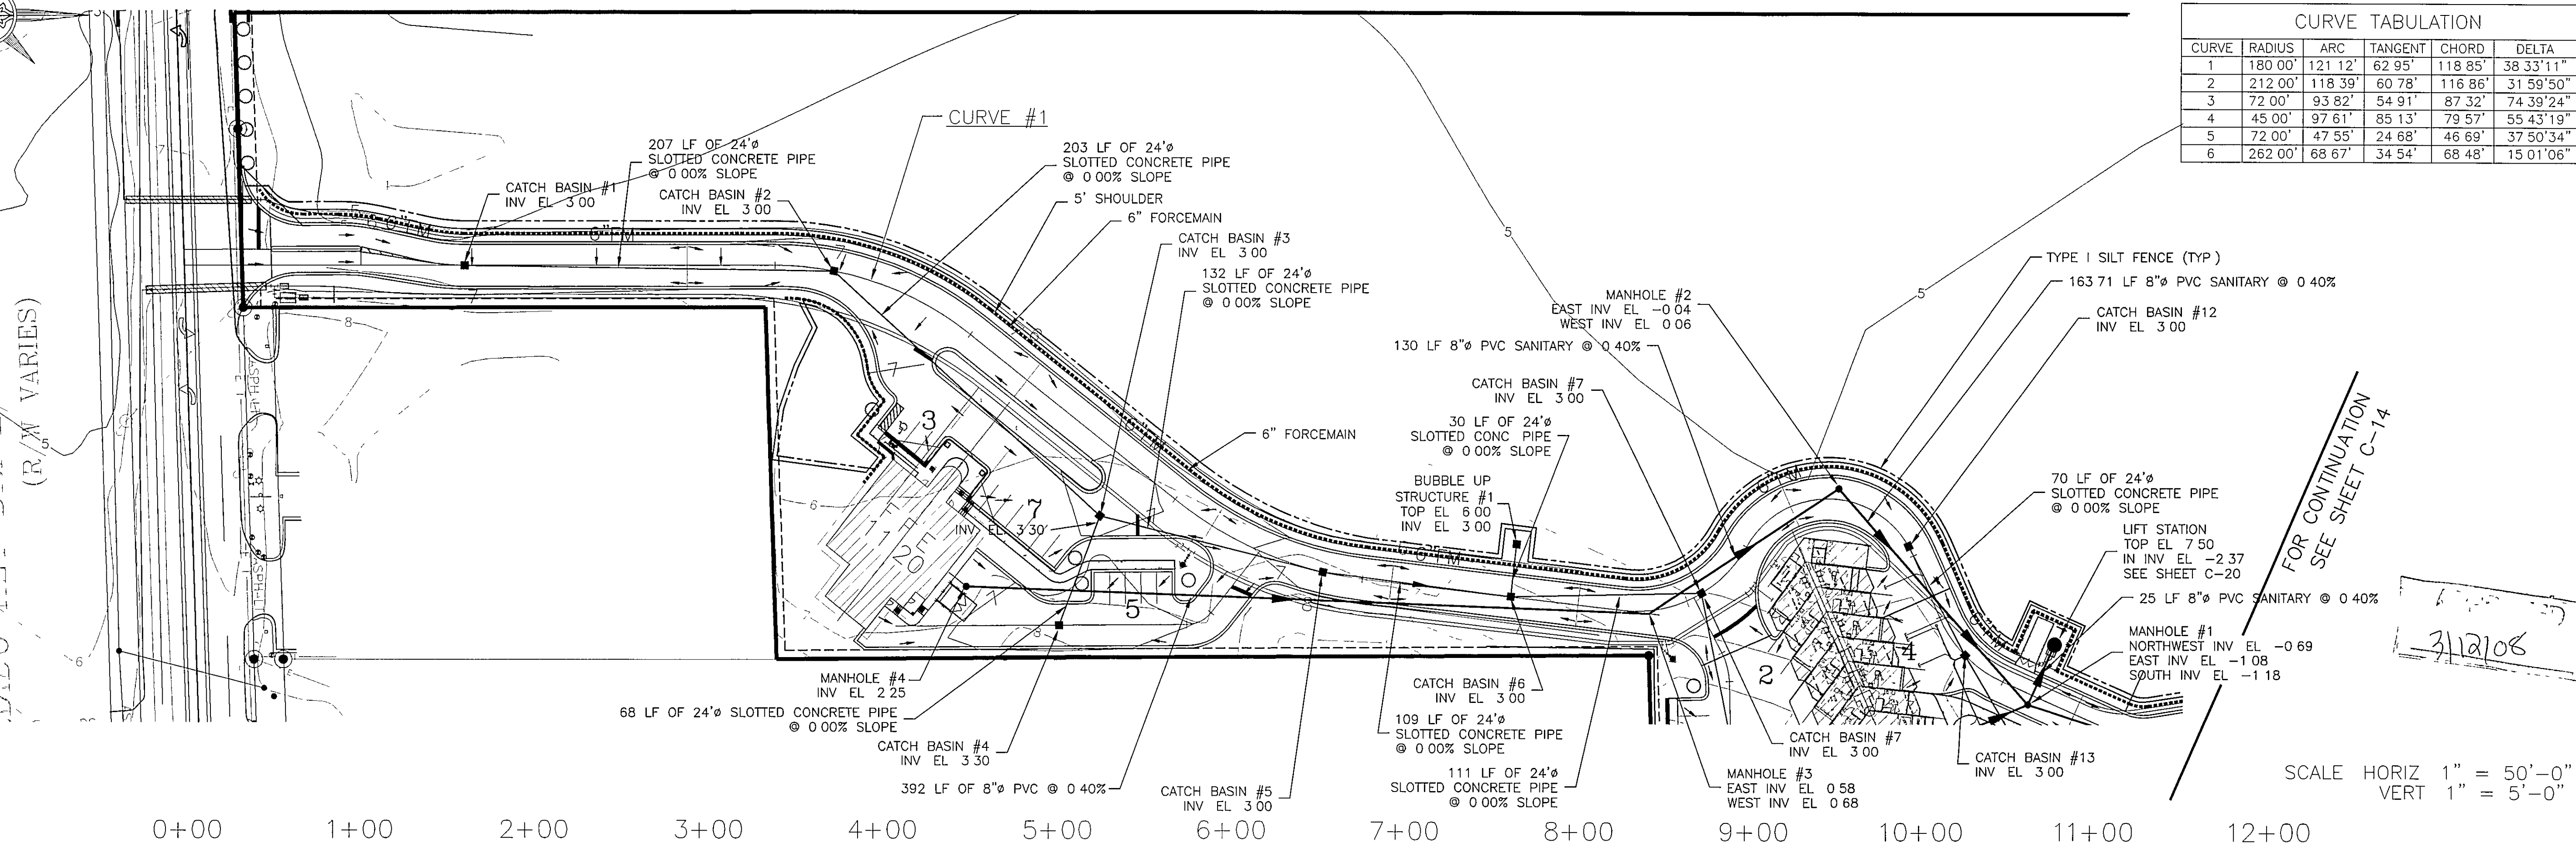 CURVE TABULATION
CURVE RADIUS ARC TANGENT CHORD DELTA
1 180 00' 121 12' 62 95' 118 85' 38 33'11"
2 212 00' 118 39' 60 78' 116 86' 31 59'50"
3 72 00' 93 82' 54 91' 87 32' 74 39'24"
4 45 00' 97 61' 85 13' 79 57' 55 43'19"
5 72 00' 47 55' 24 68' 46 69' 37 50'34"
6 262 00' 68 67' 34 54' 68 48' 15 01'06"
CURVE #1
207 LF OF 24'ø
SLOTTED CONCRETE PIPE
@ 0 00% SLOPE
203 LF OF 24'ø
SLOTTED CONCRETE PIPE
@ 0 00% SLOPE
CATCH BASIN #1
INV EL 3 00
CATCH BASIN #2
INV EL 3 00
5' SHOULDER
6" FORCEMAIN
CATCH BASIN #3
INV EL 3 00
132 LF OF 24'ø
SLOTTED CONCRETE PIPE
@ 0 00% SLOPE
6"FM
5
5
TYPE I SILT FENCE (TYP )
163 71 LF 8"ø PVC SANITARY @ 0 40%
MANHOLE #2
EAST INV EL -0 04
WEST INV EL 0 06
CATCH BASIN #12
INV EL 3 00
130 LF 8"ø PVC SANITARY @ 0 40%
(R/W VARIES)
7
8
5
6
CATCH BASIN #7
INV EL 3 00
30 LF OF 24'ø
SLOTTED CONC PIPE
@ 0 00% SLOPE
6" FORCEMAIN
BUBBLE UP
STRUCTURE #1
TOP EL 6 00
INV EL 3 00
FOR CONTINUATION
SEE SHEET C-14
70 LF OF 24'ø
SLOTTED CONCRETE PIPE
@ 0 00% SLOPE
LIFT STATION
TOP EL 7 50
IN INV EL -2 37
SEE SHEET C-20
25 LF 8"ø PVC SANITARY @ 0 40%
3
7
INV EL 3 30
5
2
4
3/12/08
MANHOLE #1
NORTHWEST INV EL -0 69
EAST INV EL -1 08
SOUTH INV EL -1 18
MANHOLE #4
INV EL 2 25
68 LF OF 24'ø SLOTTED CONCRETE PIPE
@ 0 00% SLOPE
CATCH BASIN #4
INV EL 3 30
392 LF OF 8"ø PVC @ 0 40%
CATCH BASIN #5
INV EL 3 00
CATCH BASIN #6
INV EL 3 00
109 LF OF 24'ø
SLOTTED CONCRETE PIPE
@ 0 00% SLOPE
111 LF OF 24'ø
SLOTTED CONCRETE PIPE
@ 0 00% SLOPE
CATCH BASIN #7
INV EL 3 00
MANHOLE #3
EAST INV EL 0 58
WEST INV EL 0 68
CATCH BASIN #13
INV EL 3 00
SCALE HORIZ 1" = 50'-0"
VERT 1" = 5'-0"
0+00 1+00 2+00 3+00 4+00 5+00 6+00 7+00 8+00 9+00 10+00 11+00 12+00